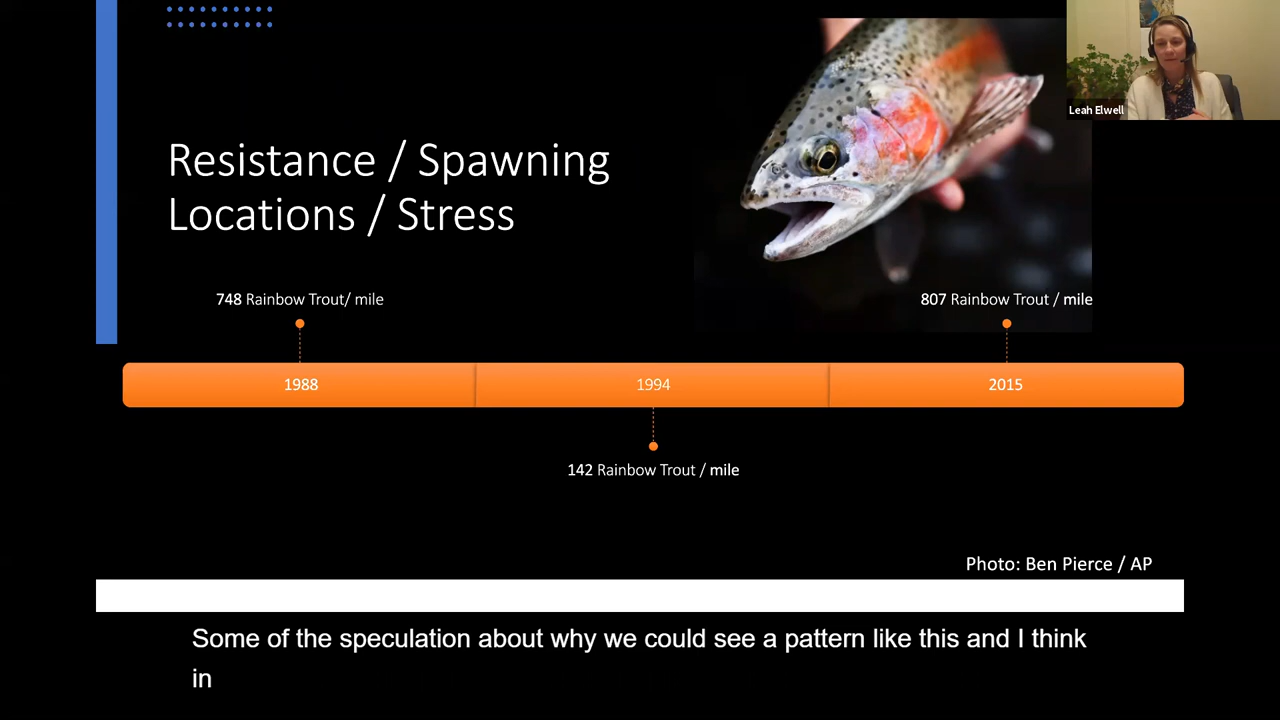 Leah Elwell
Resistance / Spawning
Locations / Stress
748 Rainbow Trout/ mile
807 Rainbow Trout / mile
1988
1994
2015
142 Rainbow Trout / mile
Photo: Ben Pierce / AP
Some of the speculation about why we could see a pattern like this and I think
in